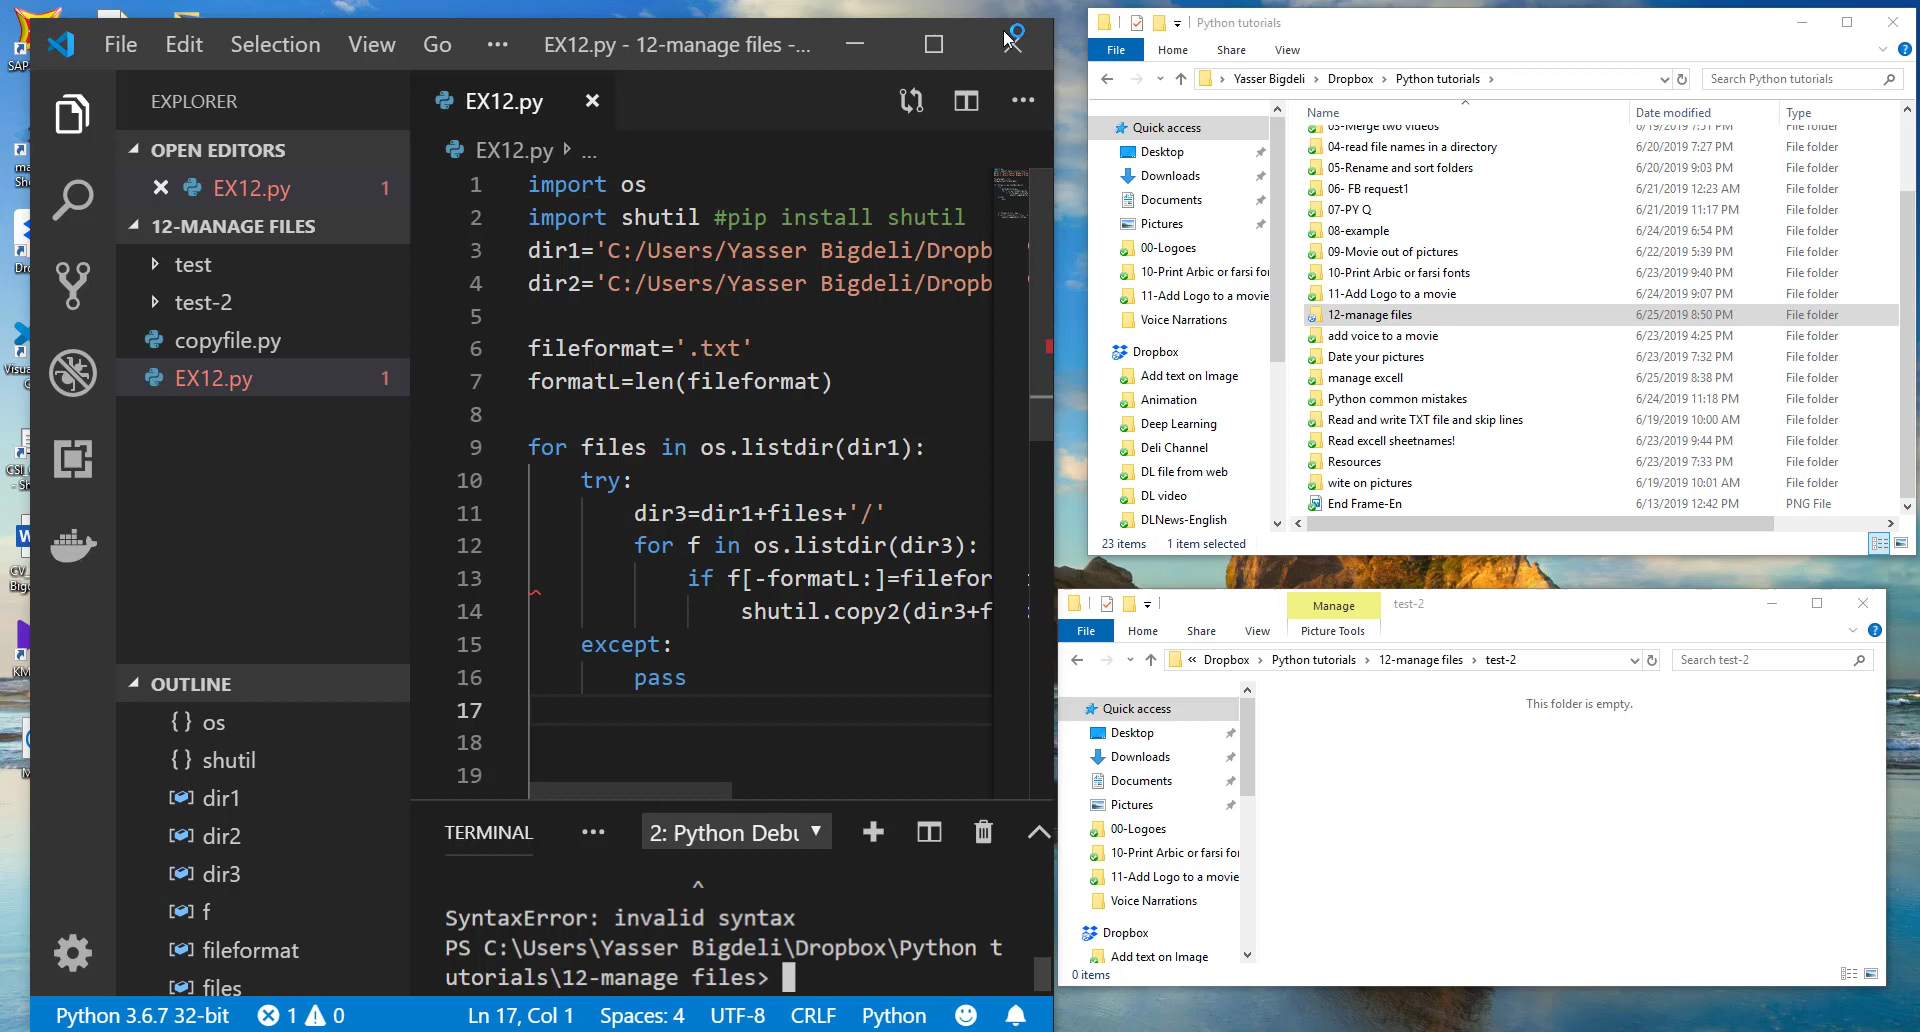 File Edit Selection View Go ••• EX12.py - 12-manage files -...
EXPLORER
OPEN EDITORS
EX12.py 1
12-MANAGE FILES
test
test-2
copyfile.py
EX12.py 1
OUTLINE
{} os
{} shutil
dir1
dir2
dir3
f
fileformat
files
EX12.py
EX12.py ...
1 import os
2 import shutil #pip install shutil
3 dir1='C:/Users/Yasser Bigdeli/Dropb
4 dir2='C:/Users/Yasser Bigdeli/Dropb
5
6 fileformat='.txt'
7 formatL=len(fileformat)
8
9 for files in os.listdir(dir1):
10 try:
11 dir3=dir1+files+'/'
12 for f in os.listdir(dir3):
13 if f[-formatL:]=filefor
14 shutil.copy2(dir3+f
15 except:
16 pass
17
18
19
TERMINAL ••• 2: Python Debu
^
SyntaxError: invalid syntax
PS C:\Users\Yasser Bigdeli\Dropbox\Python t
utorials\12-manage files>
Python 3.6.7 32-bit 1 0 Ln 17, Col 1 Spaces: 4 UTF-8 CRLF Python
Python tutorials
File Home Share View
Yasser Bigdeli Dropbox Python tutorials Search Python tutorials
Quick access
Desktop
Downloads
Documents
Pictures
00-Logoes
10-Print Arbic or farsi for
11-Add Logo to a movie
Voice Narrations
Dropbox
Add text on Image
Animation
Deep Learning
Deli Channel
DL file from web
DL video
DLNews-English
Name Date modified Type
03-Merge two videos 6/19/2019 7:51 PM File folder
04-read file names in a directory 6/20/2019 7:27 PM File folder
05-Rename and sort folders 6/20/2019 9:03 PM File folder
06- FB request1 6/21/2019 12:23 AM File folder
07-PY Q 6/21/2019 11:17 PM File folder
08-example 6/24/2019 6:54 PM File folder
09-Movie out of pictures 6/22/2019 5:39 PM File folder
10-Print Arbic or farsi fonts 6/23/2019 9:40 PM File folder
11-Add Logo to a movie 6/24/2019 9:07 PM File folder
12-manage files 6/25/2019 8:50 PM File folder
add voice to a movie 6/23/2019 4:25 PM File folder
Date your pictures 6/23/2019 7:32 PM File folder
manage excell 6/25/2019 8:38 PM File folder
Python common mistakes 6/24/2019 11:18 PM File folder
Read and write TXT file and skip lines 6/19/2019 10:00 AM File folder
Read excell sheetnames! 6/23/2019 9:44 PM File folder
Resources 6/23/2019 7:33 PM File folder
wite on pictures 6/19/2019 10:01 AM File folder
End Frame-En 6/13/2019 12:42 PM PNG File
23 items 1 item selected
Manage test-2
File Home Share View Picture Tools
« Dropbox Python tutorials 12-manage files test-2 Search test-2
Quick access
Desktop
Downloads
Documents
Pictures
00-Logoes
10-Print Arbic or farsi for
11-Add Logo to a movie
Voice Narrations
Dropbox
Add text on Image
This folder is empty.
0 items